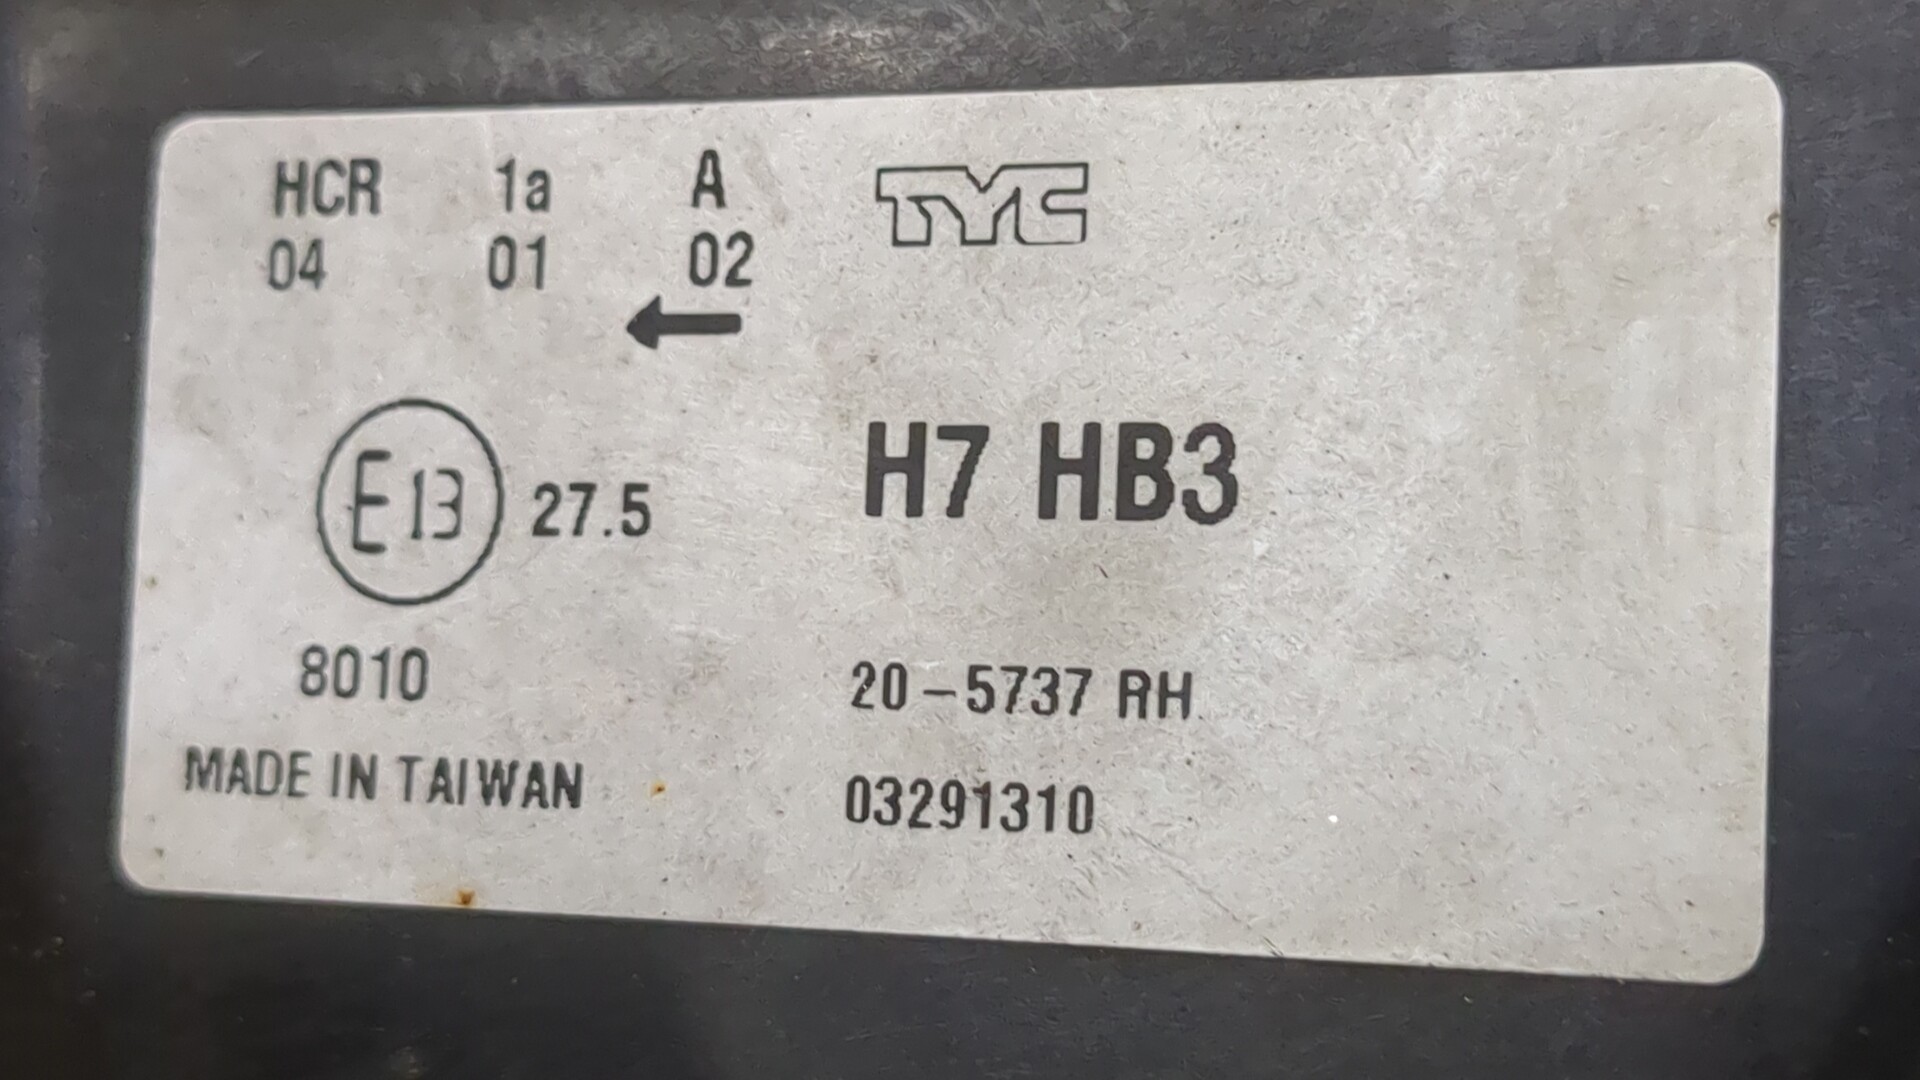 HCR 1a A TYC
04 01 02
E13 27.5 H7 HB3
8010 20-5737 RH
MADE IN TAIWAN 03291310